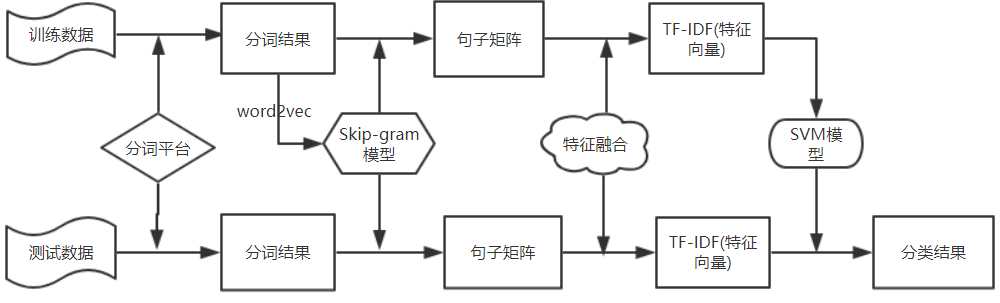 训练数据
分词结果
句子矩阵
TF-IDF(特征
向量)
word2vec
分词平台
Skip-gram
模型
特征融合
SVM模
型
测试数据
分词结果
句子矩阵
TF-IDF(特征
向量)
分类结果